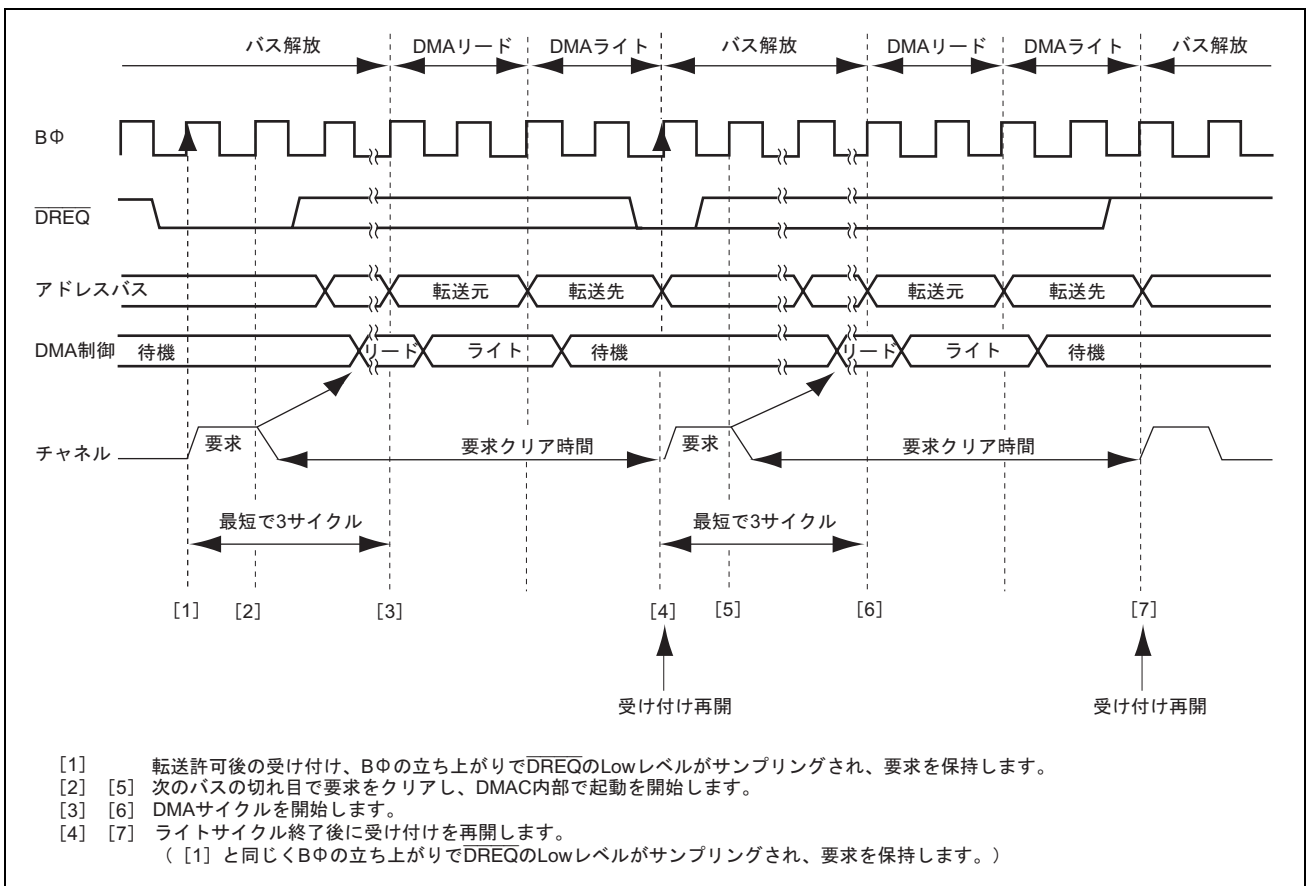 バス解放 DMAリード DMAライト バス解放 DMAリード DMAライト バス解放
BΦ
DREQ
アドレスバス 転送元 転送先 転送元 転送先
DMA制御 待機 リード ライト 待機 リード ライト 待機
チャネル 要求 要求クリア時間 要求 要求クリア時間
最短で3サイクル 最短で3サイクル
[1] [2] [3] [4] [5] [6] [7]
受け付け再開 受け付け再開
[1] 転送許可後の受け付け、BΦの立ち上がりでDREQのLowレベルがサンプリングされ、要求を保持します。
[2] [5] 次のバスの切れ目で要求をクリアし、DMAC内部で起動を開始します。
[3] [6] DMAサイクルを開始します。
[4] [7] ライトサイクル終了後に受け付けを再開します。
([1]と同じくBΦの立ち上がりでDREQのLowレベルがサンプリングされ、要求を保持します。)